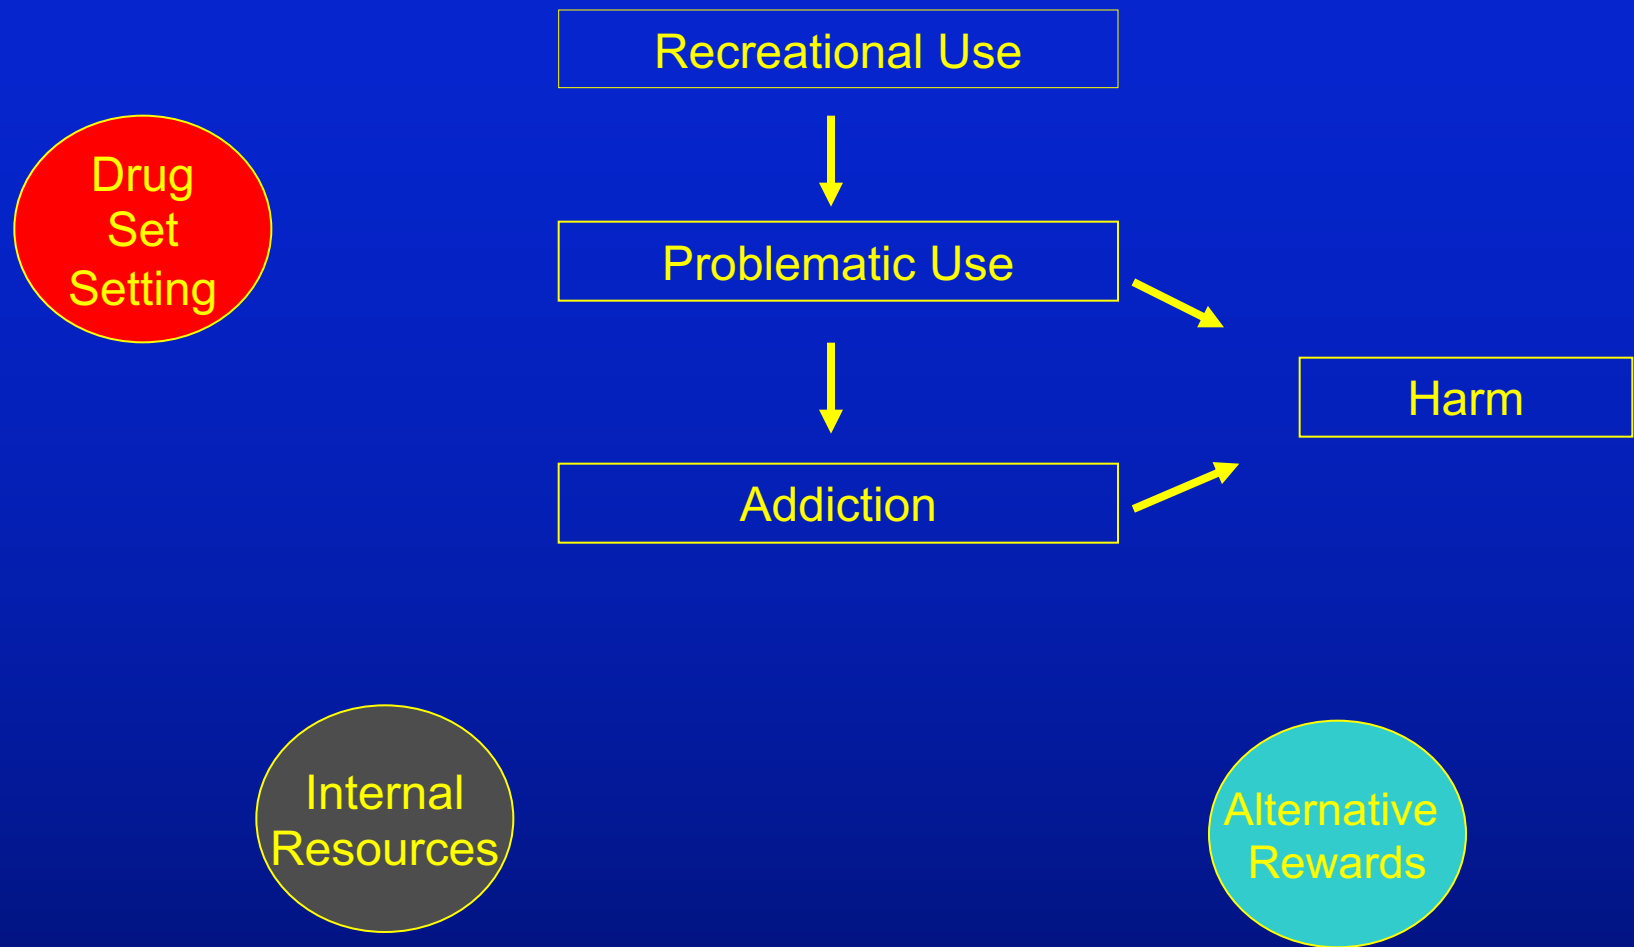 Recreational Use
Drug
Set
Setting
Problematic Use
Harm
Addiction
Internal
Resources
Alternative
Rewards